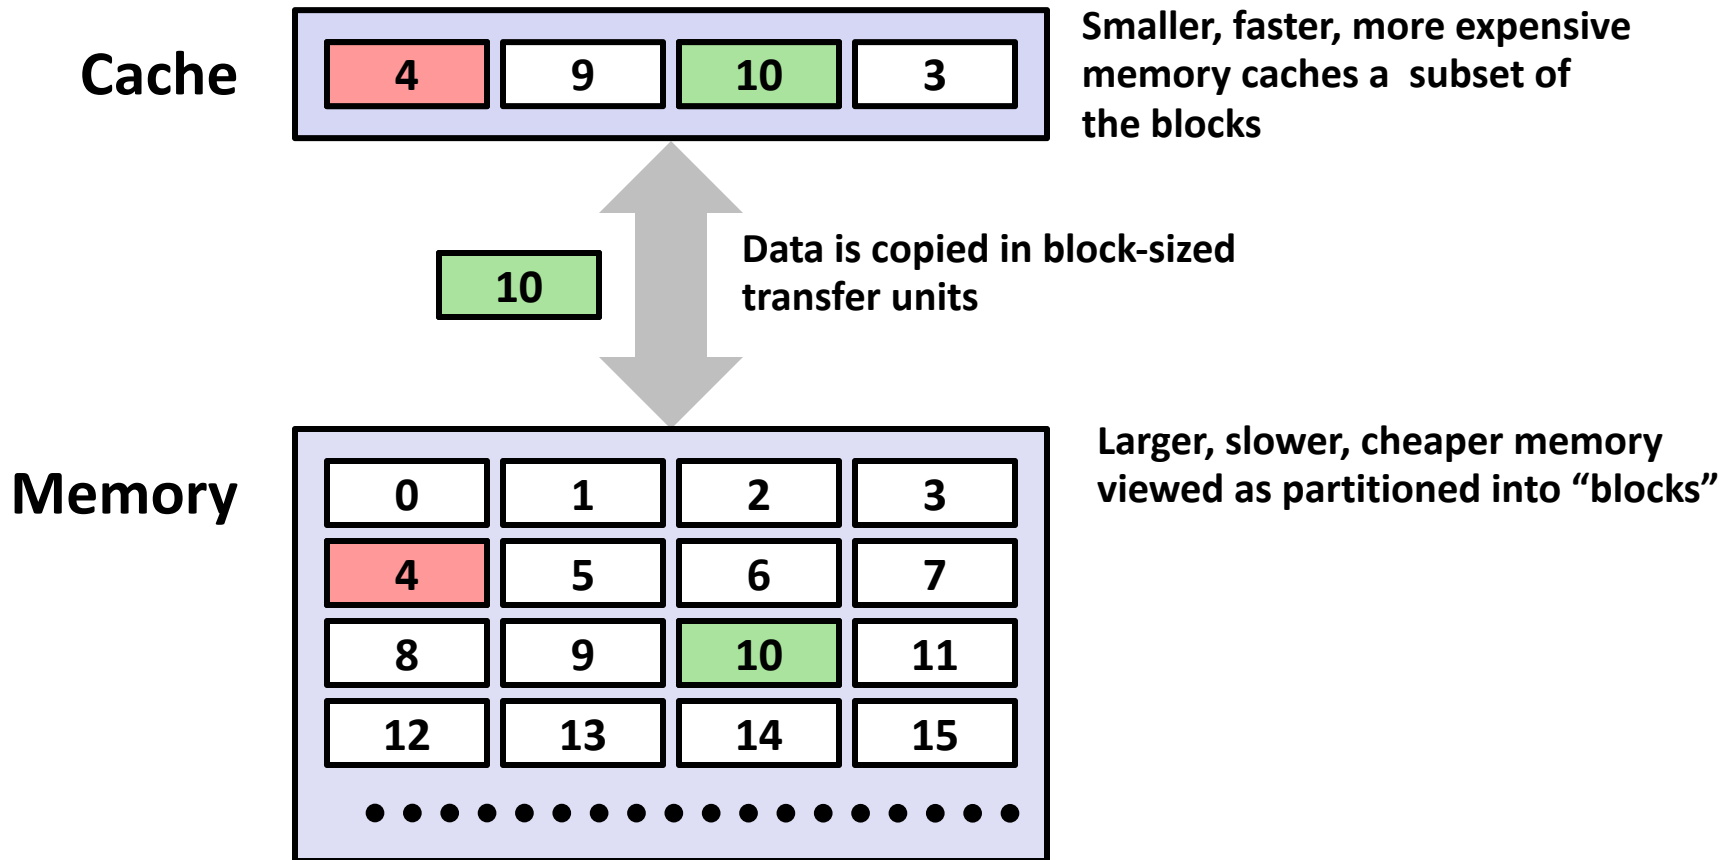 Cache
4 9 10 3
Smaller, faster, more expensive
memory caches a  subset of
the blocks
10
Data is copied in block-sized
transfer units
Memory
0 1 2 3
4 5 6 7
8 9 10 11
12 13 14 15
Larger, slower, cheaper memory
viewed as partitioned into “blocks”